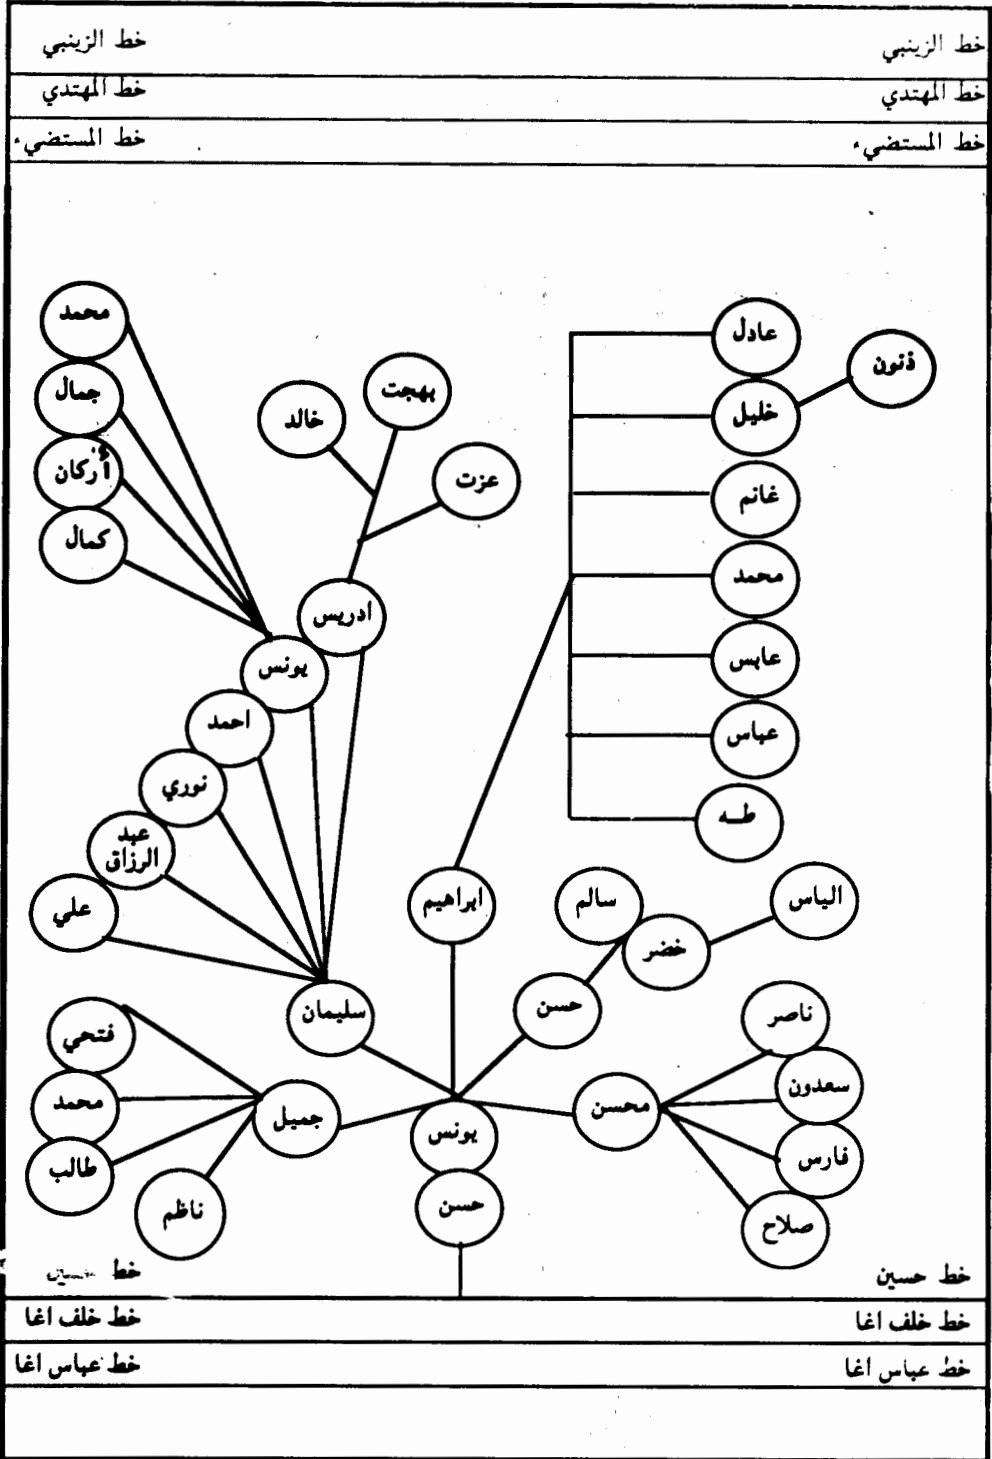 خط الزينبي خط الزينبي
خط المهتدي خط المهتدي
خط المستضيء خط المستضيء
عادل
ذنون
خليل
غانم
محمد
عابس
عباس
طـه
محمد
جمال
أركان
كمال
بهجت
خالد
عزت
ادريس
يونس
احمد
نوري
عبد
الرزاق
علي
سليمان
ابراهيم
سالم
خضر
الياس
حسن
ناصر
سعدون
فارس
صلاح
محسن
يونس
حسن
جميل
فتحي
محمد
طالب
ناظم
خط حسين خط حسين
خط خلف اغا خط خلف اغا
خط عباس اغا خط عباس اغا